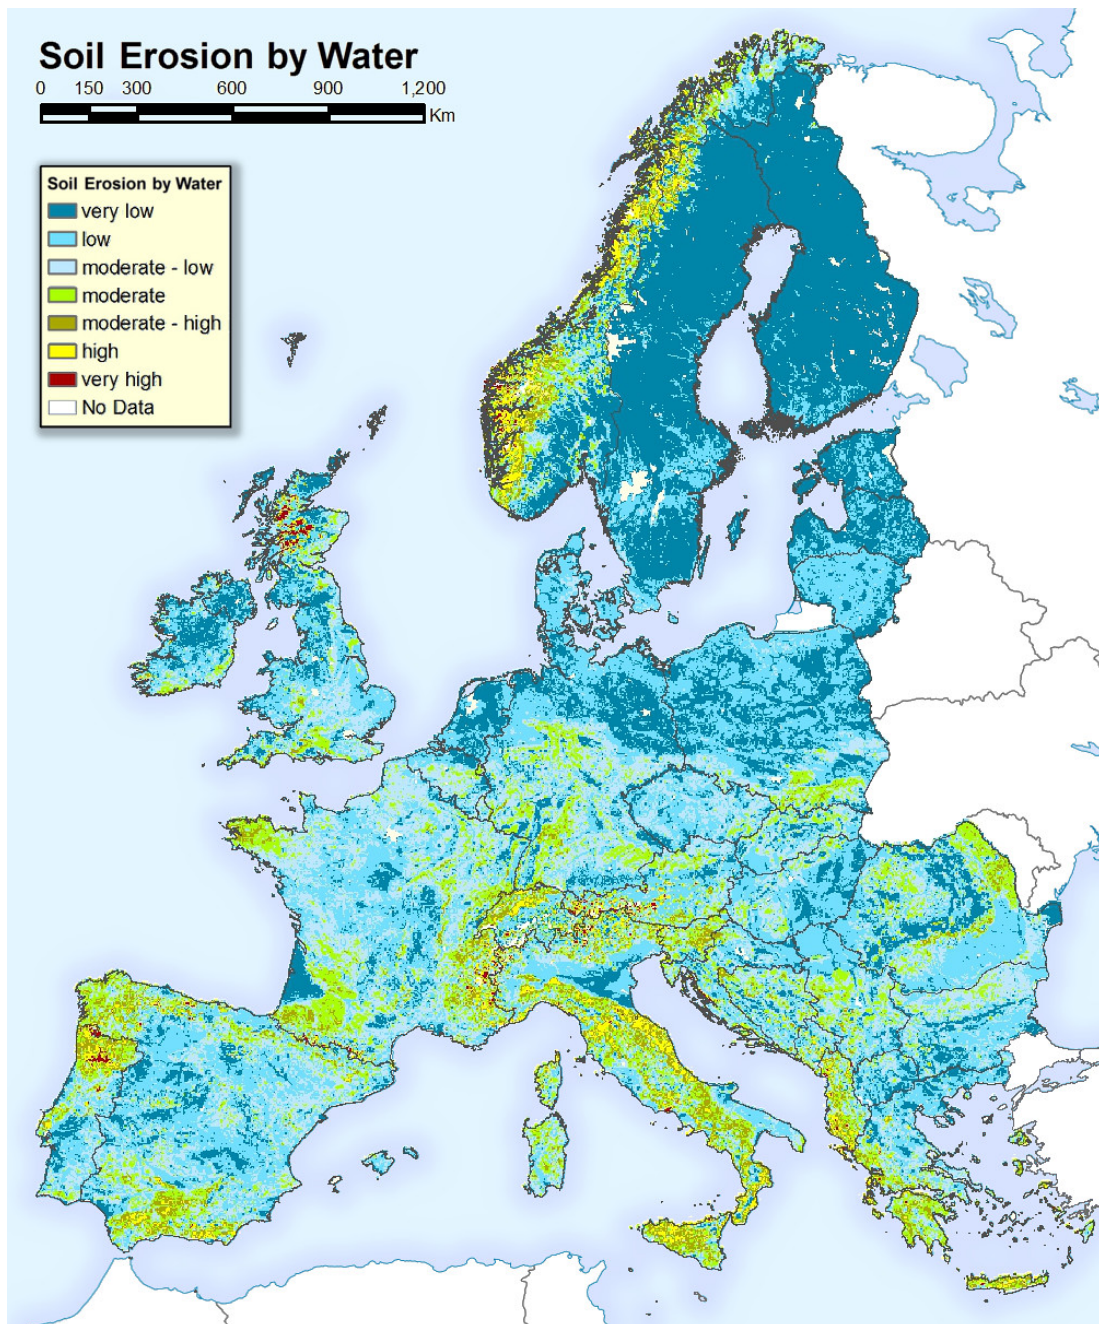 Soil Erosion by Water
0 150 300 600 900 1,200
Km
Soil Erosion by Water
very low
low
moderate - low
moderate
moderate - high
high
very high
No Data